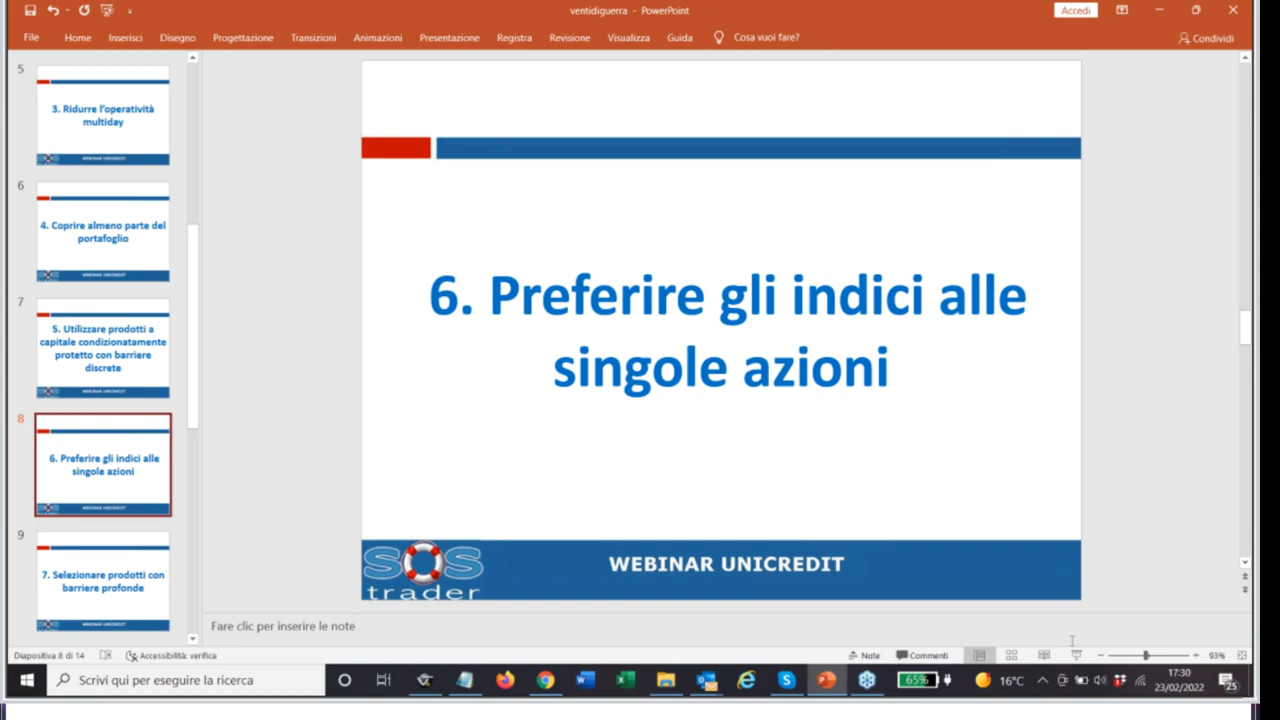 ventidiguerra - PowerPoint
Accedi
File Home Inserisci Disegno Progettazione Transizioni Animazioni Presentazione Registra Revisione Visualizza Guida Cosa vuoi fare? Condividi
5
3. Ridurre l'operatività
multiday
WEBINAR UNICREDIT
6
4. Coprire almeno parte del
portafoglio
WEBINAR UNICREDIT
7
5. Utilizzare prodotti a
capitale condizionatamente
protetto con barriere
discrete
WEBINAR UNICREDIT
8
6. Preferire gli indici alle
singole azioni
WEBINAR UNICREDIT
9
7. Selezionare prodotti con
barriere profonde
WEBINAR UNICREDIT
6. Preferire gli indici alle
singole azioni
SOS
trader
WEBINAR UNICREDIT
Fare clic per inserire le note
Diapositiva 8 di 14 Accessibilità: verifica Note Commenti 93%
Scrivi qui per eseguire la ricerca
65%
16°C
17:30
23/02/2022
25